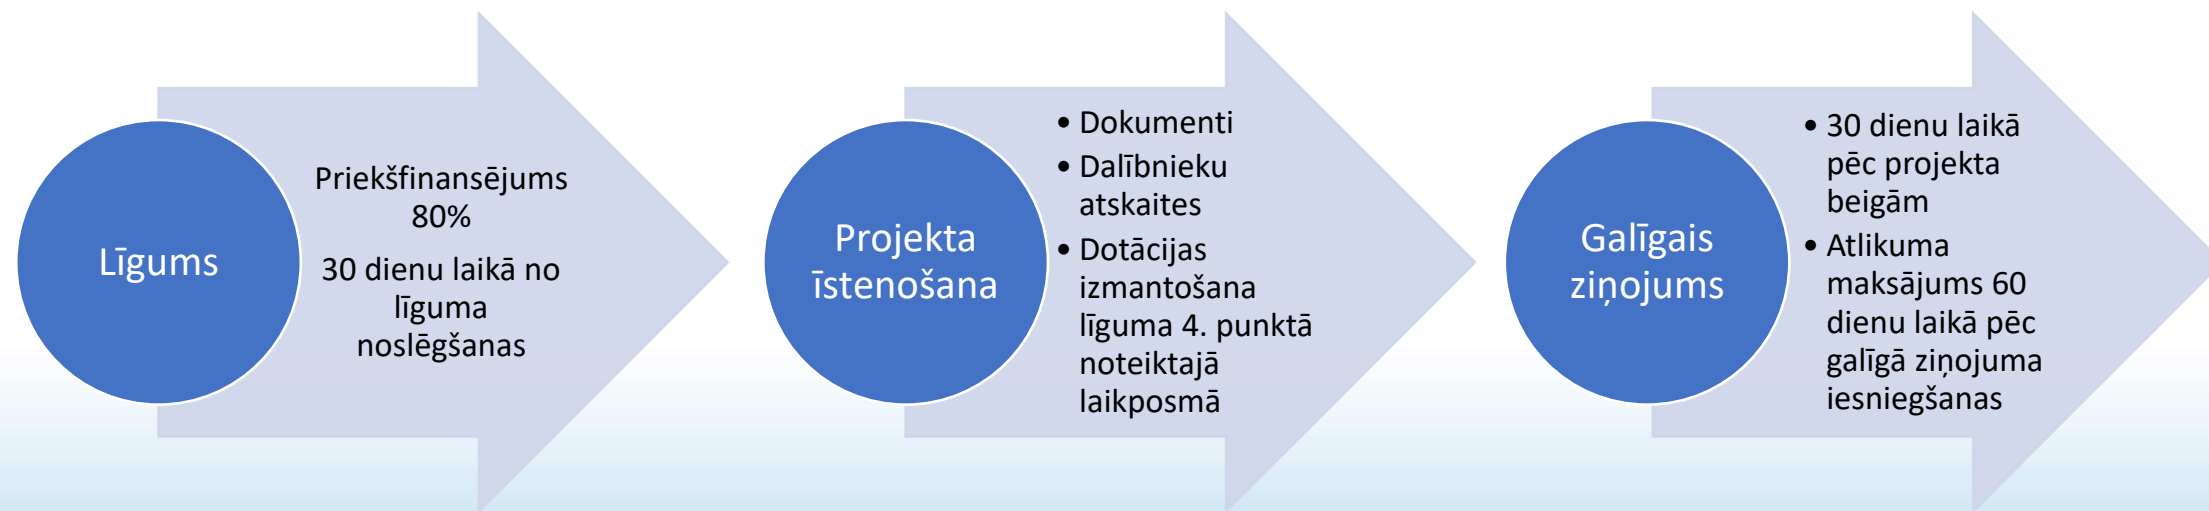 Līgums
Priekšfinansējums
80%
30 dienu laikā no
līguma
noslēgšanas
Projekta
īstenošana
• Dokumenti
• Dalībnieku
atskaites
• Dotācijas
izmantošana
līguma 4. punktā
noteiktajā
laikposmā
Galīgais
ziņojums
• 30 dienu laikā
pēc projekta
beigām
• Atlikuma
maksājums 60
dienu laikā pēc
galīgā ziņojuma
iesniegšanas